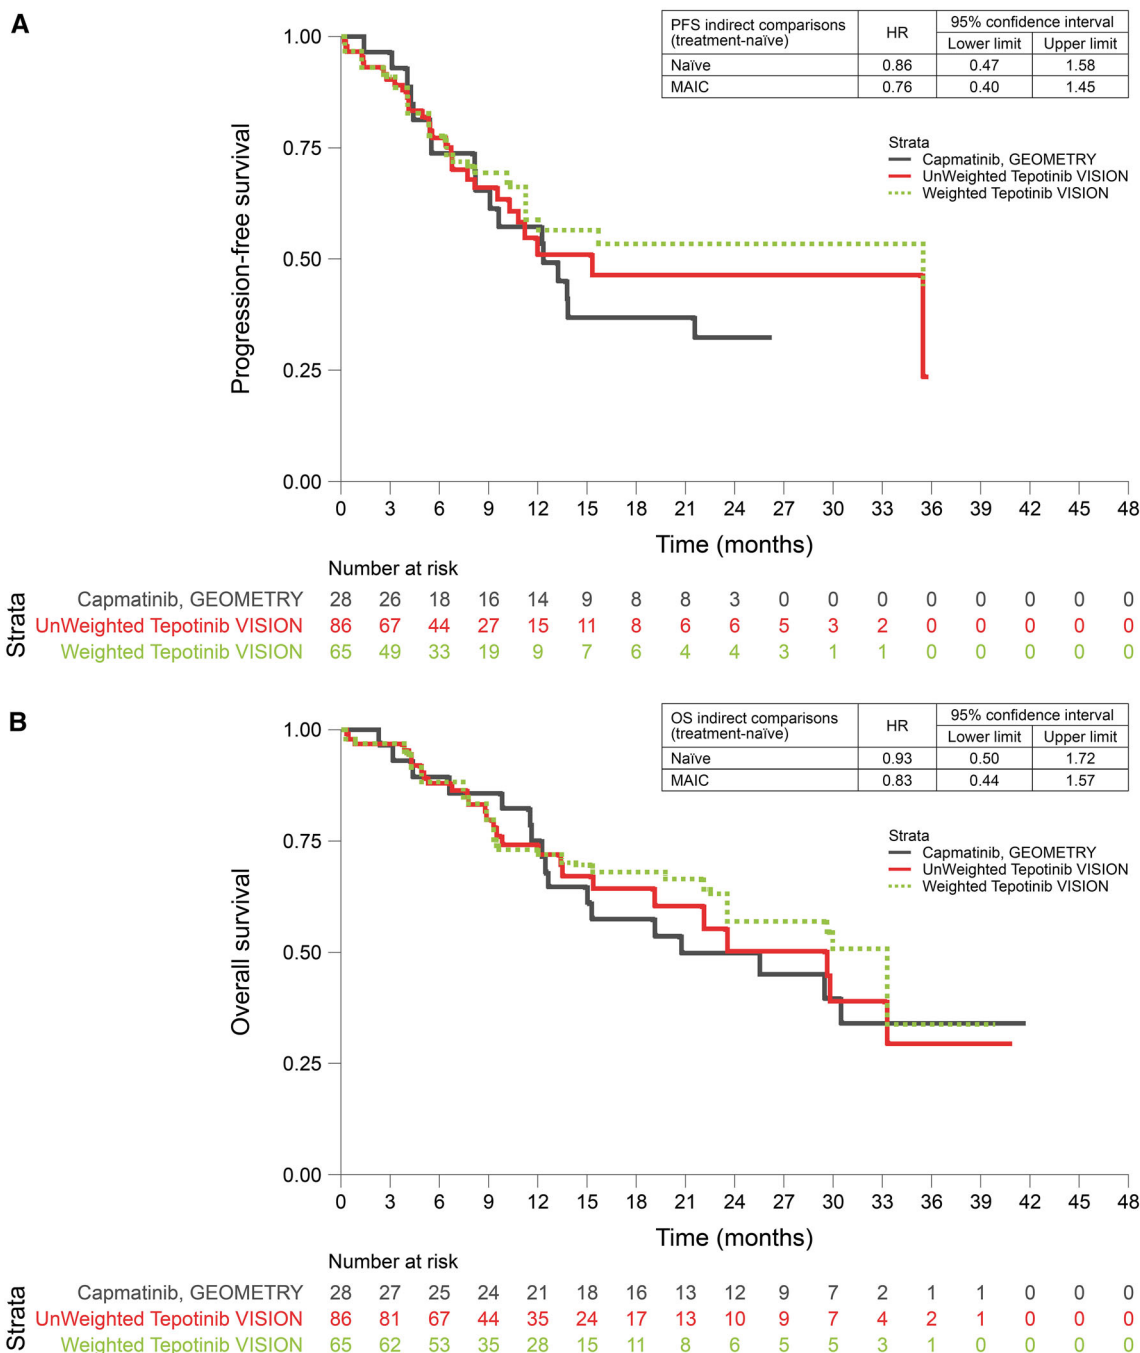 A
PFS indirect comparisons (treatment-naïve) HR 95% confidence interval
Lower limit Upper limit
Naïve 0.86 0.47 1.58
MAIC 0.76 0.40 1.45
Strata
Capmatinib, GEOMETRY
UnWeighted Tepotinib VISION
Weighted Tepotinib VISION
Progression-free survival
1.00
0.75
0.50
0.25
0.00
0 3 6 9 12 15 18 21 24 27 30 33 36 39 42 45 48
Time (months)
Number at risk
Strata
Capmatinib, GEOMETRY 28 26 18 16 14 9 8 8 3 0 0 0 0 0 0 0 0
UnWeighted Tepotinib VISION 86 67 44 27 15 11 8 6 6 5 3 2 0 0 0 0 0
Weighted Tepotinib VISION 65 49 33 19 9 7 6 4 4 3 1 1 0 0 0 0 0
B
OS indirect comparisons (treatment-naïve) HR 95% confidence interval
Lower limit Upper limit
Naïve 0.93 0.50 1.72
MAIC 0.83 0.44 1.57
Strata
Capmatinib, GEOMETRY
UnWeighted Tepotinib VISION
Weighted Tepotinib VISION
Overall survival
1.00
0.75
0.50
0.25
0.00
0 3 6 9 12 15 18 21 24 27 30 33 36 39 42 45 48
Time (months)
Number at risk
Strata
Capmatinib, GEOMETRY 28 27 25 24 21 18 16 13 12 9 7 2 1 1 0 0 0
UnWeighted Tepotinib VISION 86 81 67 44 35 24 17 13 10 9 7 4 2 1 0 0 0
Weighted Tepotinib VISION 65 62 53 35 28 15 11 8 6 5 5 3 1 0 0 0 0